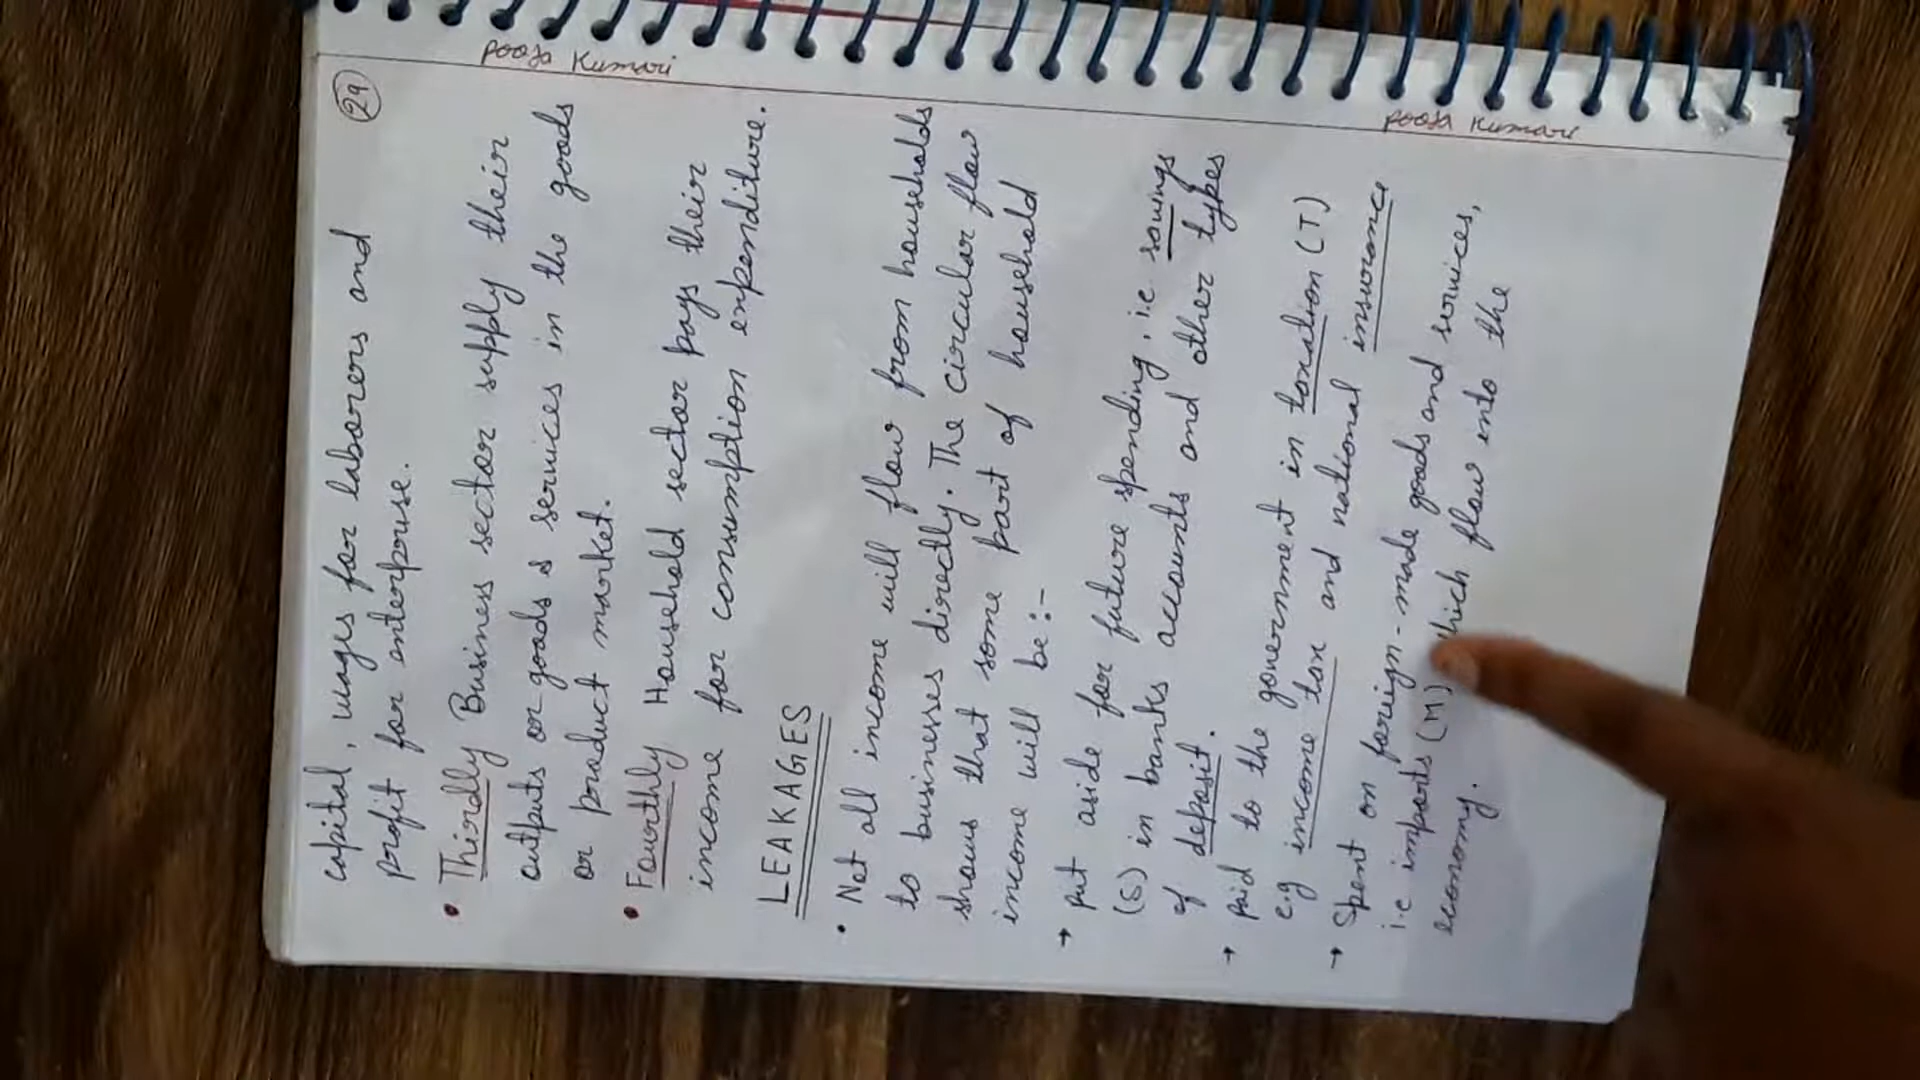 29
pooja Kumari
pooja Kumari
capital, wages for laborers and
profit for enterpruse.
• Thirdly Business sector supply their
outputs or goods & services in the goods
or product market.
• Fourthly Household sector pays their
income for consumption expenditure.
LEAKAGES
• Not all income will flow from households
to businesses directly. The circular flow
shows that some part of household
income will be:-
→ put aside for future spending, i.e. savings
(S) in banks accounts and other types
of deposit.
→ paid to the government in taxation (T)
e.g income tax and national insurance
→ Spent on foreign-made goods and services,
i.e imports (M) which flow into the
economy.